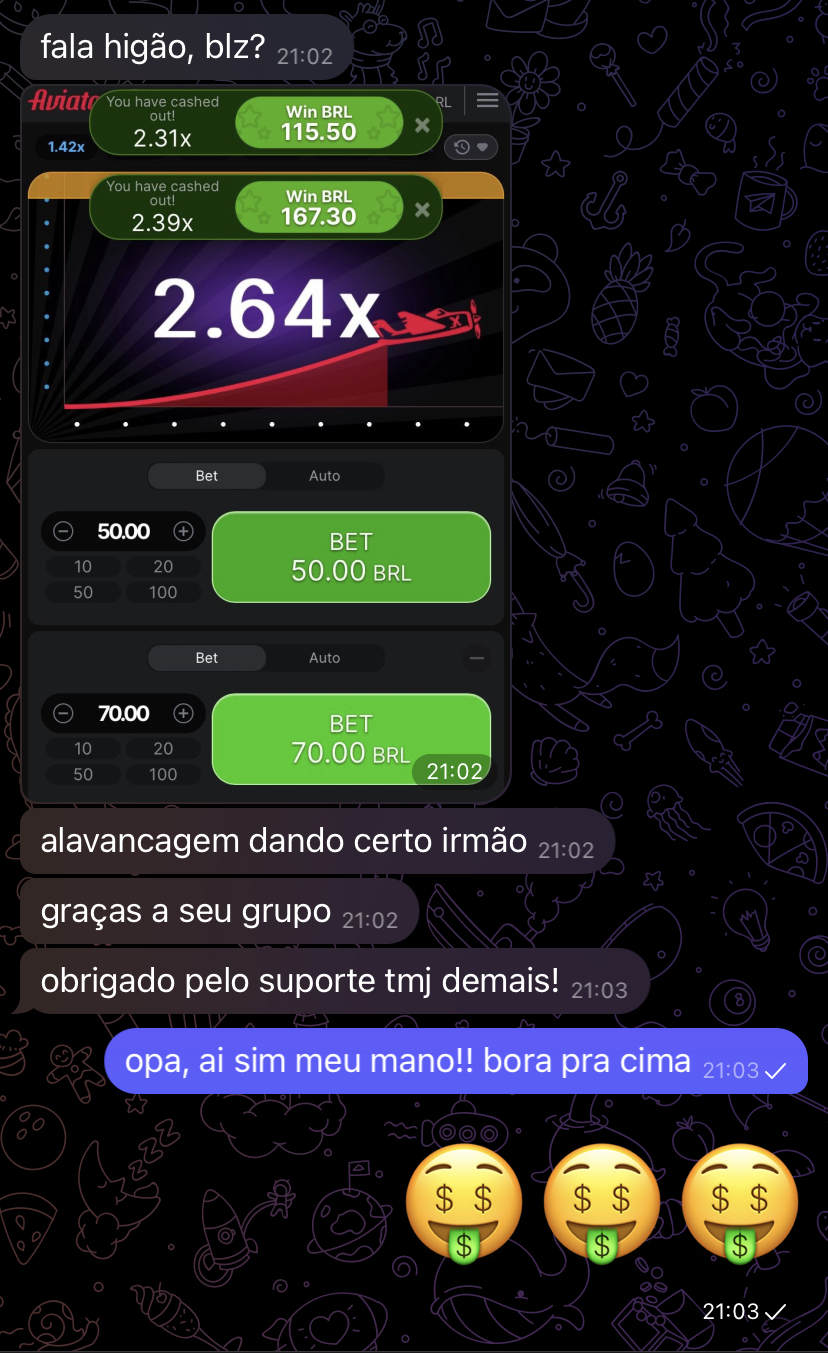 fala higão, blz? 21:02
1.42x
You have cashed
out!
2.31x
Win BRL
115.50
You have cashed
out!
2.39x
Win BRL
167.30
2.64x
Bet Auto
50.00
10 20
50 100
BET
50.00 BRL
Bet Auto
70.00
10 20
50 100
BET
70.00 BRL
21:02
alavancagem dando certo irmão 21:02
graças a seu grupo 21:02
obrigado pelo suporte tmj demais! 21:03
opa, ai sim meu mano!! bora pra cima 21:03
21:03